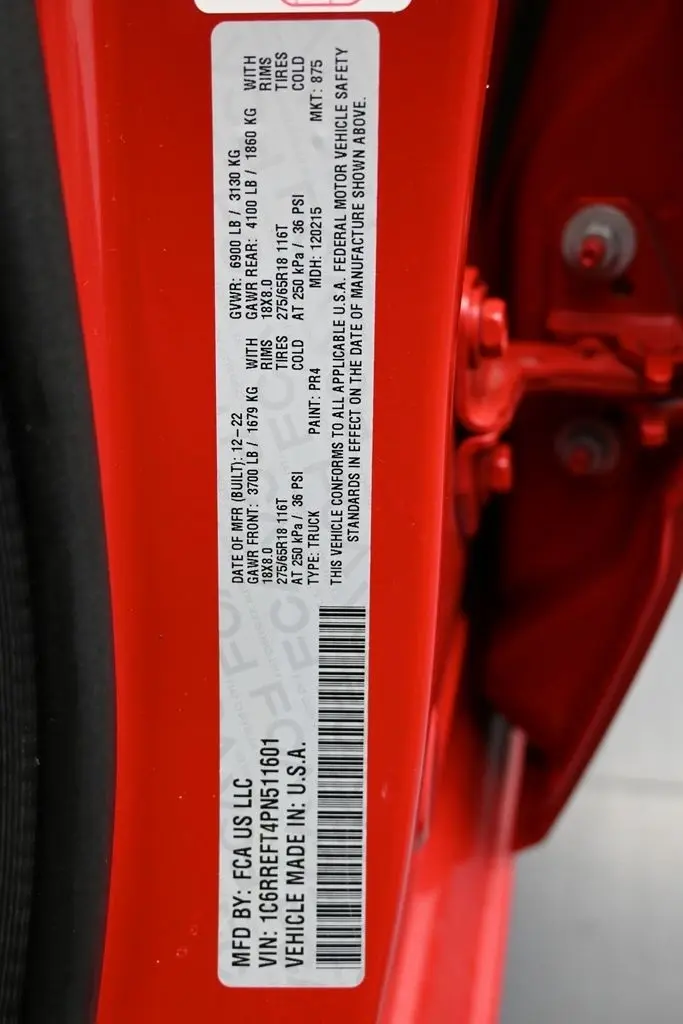 MFD BY: FCA US LLC
VIN: 1C6RREFT4PN511601
VEHICLE MADE IN: U.S.A.
DATE OF MFR (BUILT): 12-22 GVWR: 6900 LB / 3130 KG
GAWR FRONT: 3700 LB / 1679 KG WITH GAWR REAR: 4100 LB / 1860 KG WITH
18X8.0 RIMS 18X8.0 RIMS
275/65R18 116T TIRES 275/65R18 116T TIRES
AT 250 kPa / 36 PSI COLD AT 250 kPa / 36 PSI COLD
TYPE: TRUCK PAINT: PR4 MDH: 120215 MKT: 875
THIS VEHICLE CONFORMS TO ALL APPLICABLE U.S.A. FEDERAL MOTOR VEHICLE SAFETY
STANDARDS IN EFFECT ON THE DATE OF MANUFACTURE SHOWN ABOVE.